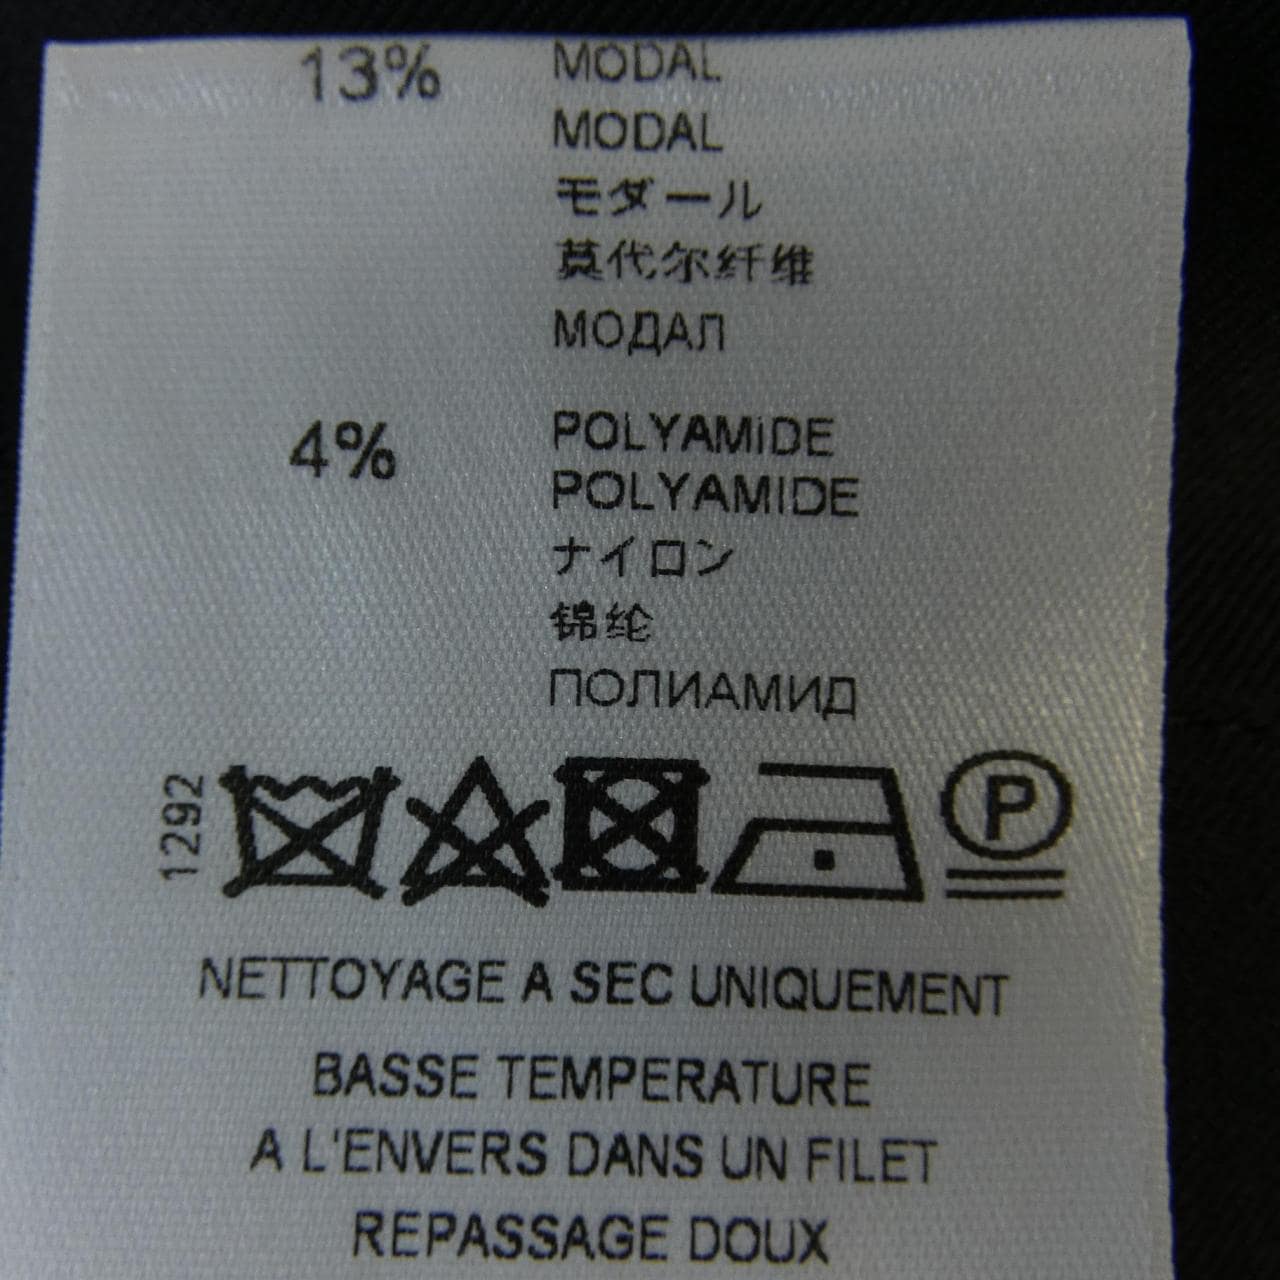 13% MODAL
MODAL
モダール
莫代尔纤维
МОДАЛ
4% POLYAMIDE
POLYAMIDE
ナイロン
锦纶
ПОЛИАМИД
1292
P
NETTOYAGE A SEC UNIQUEMENT
BASSE TEMPERATURE
A L'ENVERS DANS UN FILET
REPASSAGE DOUX